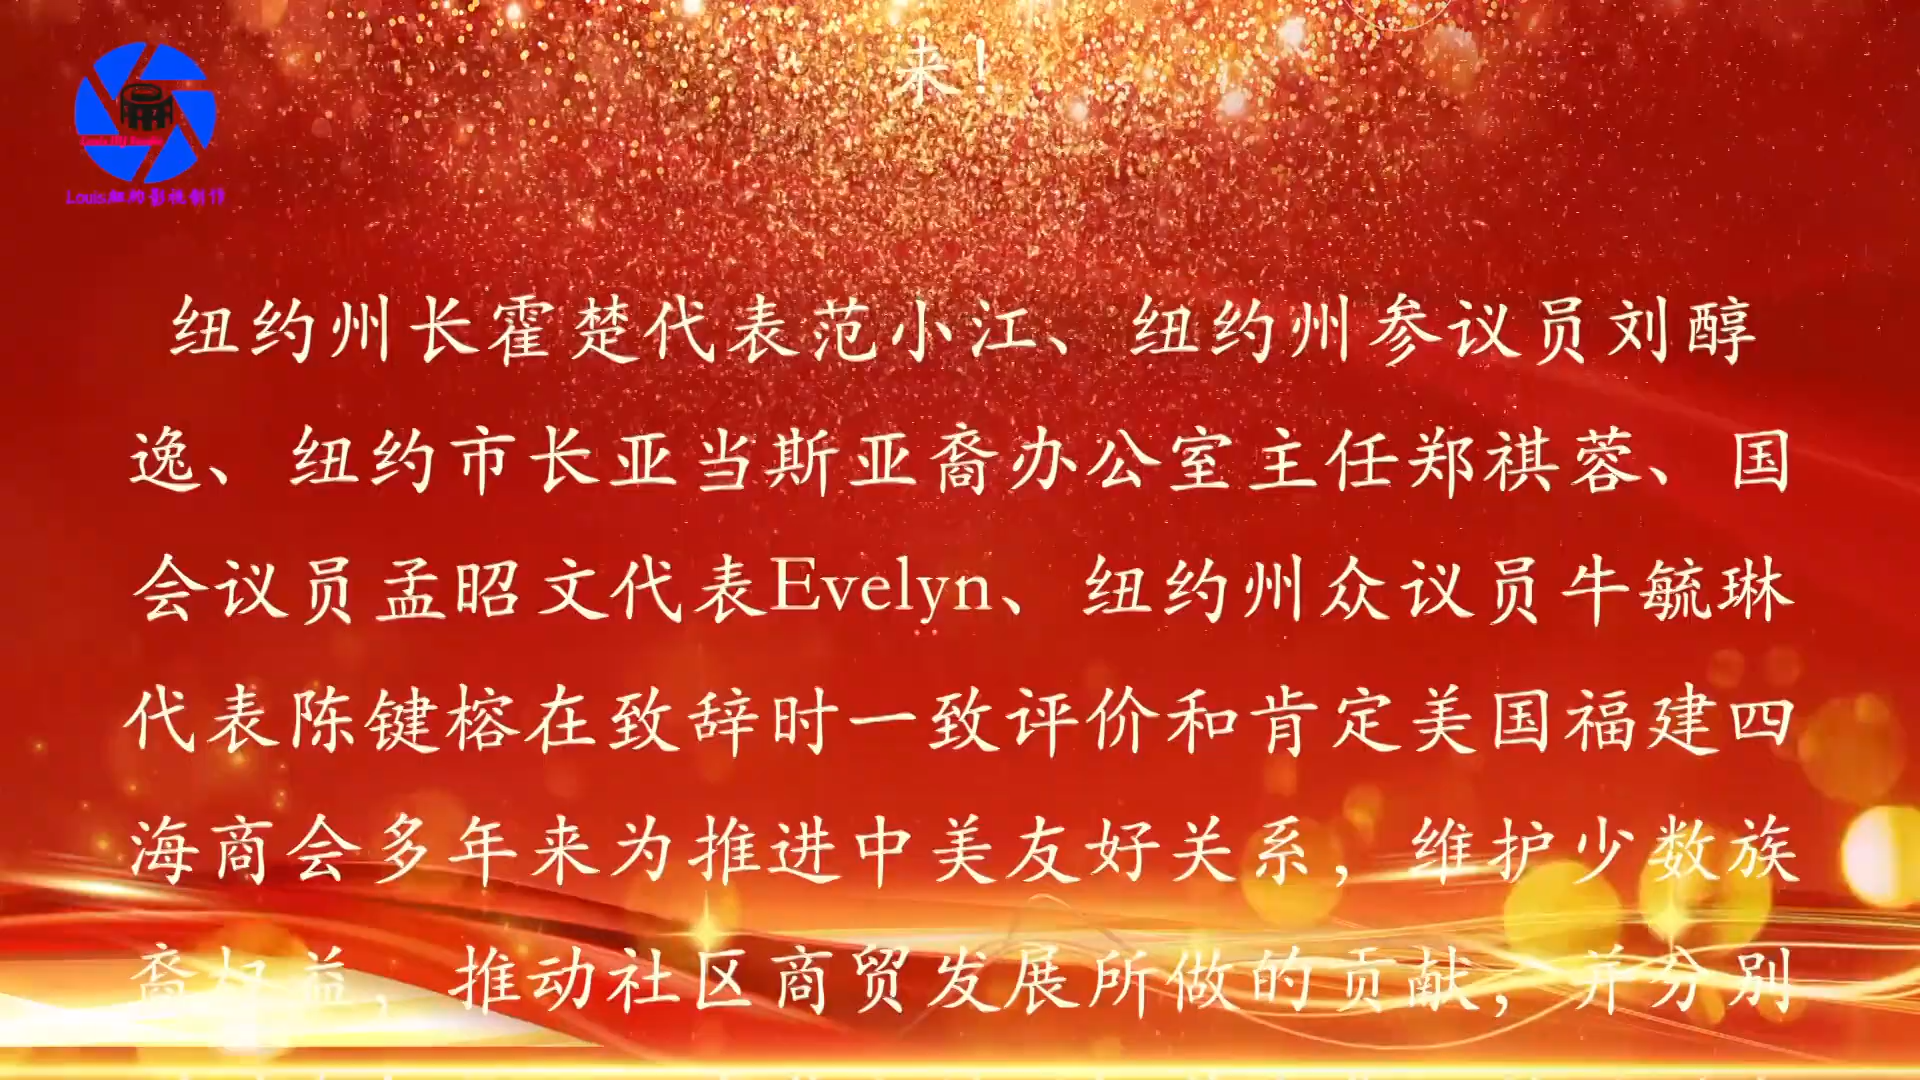 来！
Louis纽约影视制作
纽约州长霍楚代表范小江、纽约州参议员刘醇
逸、纽约市长亚当斯亚裔办公室主任郑祺蓉、国
会议员孟昭文代表Evelyn、纽约州众议员牛毓琳
代表陈键榕在致辞时一致评价和肯定美国福建四
海商会多年来为推进中美友好关系，维护少数族
裔权益，推动社区商贸发展所做的贡献，并分别